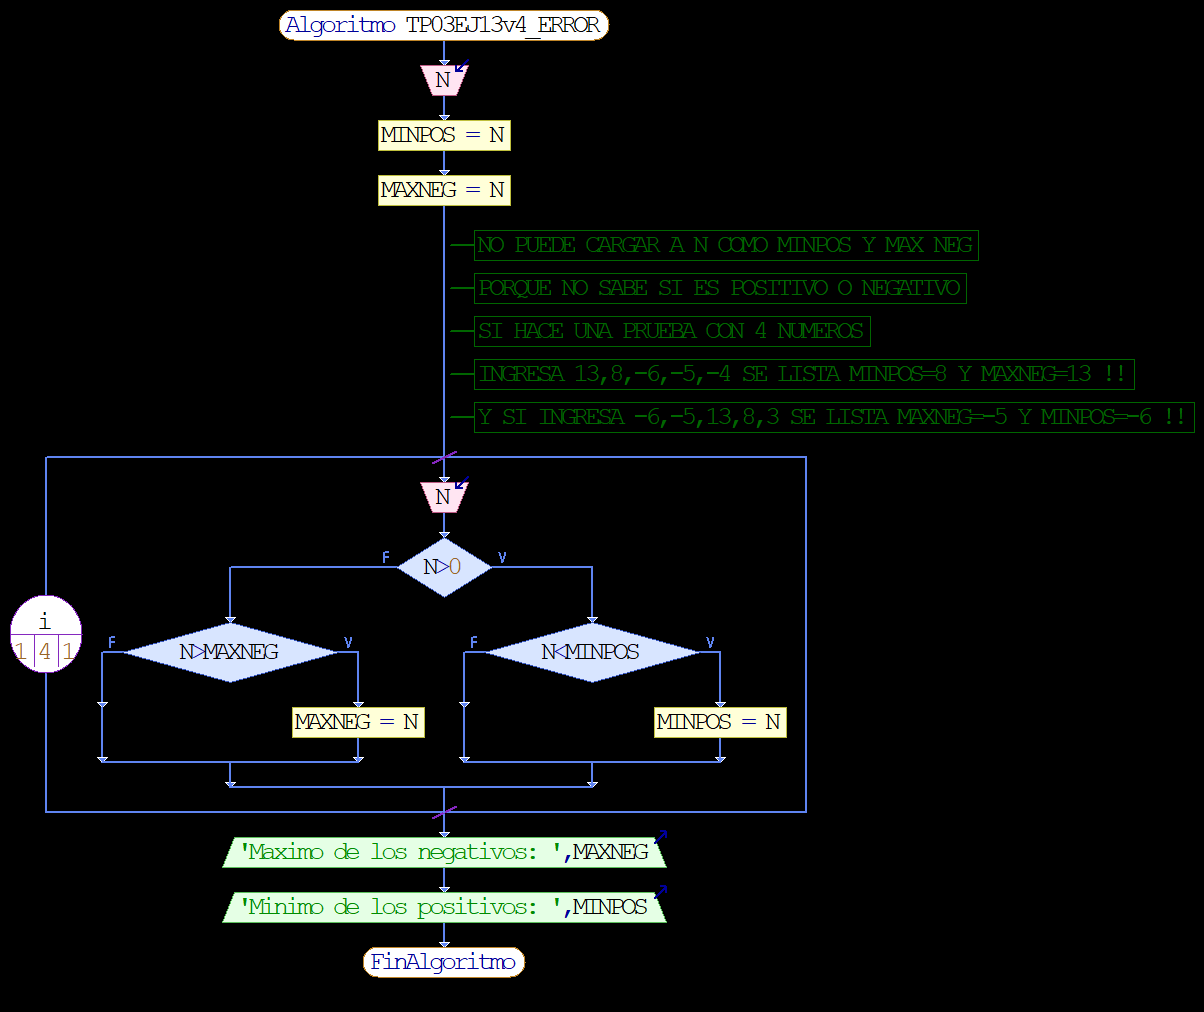 Algoritmo TP03EJ13v4_ERROR
N
MINPOS = N
MAXNEG = N
NO PUEDE CARGAR A N COMO MINPOS Y MAX NEG
PORQUE NO SABE SI ES POSITIVO O NEGATIVO
SI HACE UNA PRUEBA CON 4 NUMEROS
INGRESA 13,8,-6,-5,-4 SE LISTA MINPOS=8 Y MAXNEG=13 !!
Y SI INGRESA -6,-5,13,8,3 SE LISTA MAXNEG=-5 Y MINPOS=-6 !!
N
F N>0 V
i
1 4 1
F N>MAXNEG V
F N<MINPOS V
MAXNEG = N
MINPOS = N
'Maximo de los negativos: ',MAXNEG
'Minimo de los positivos: ',MINPOS
FinAlgoritmo